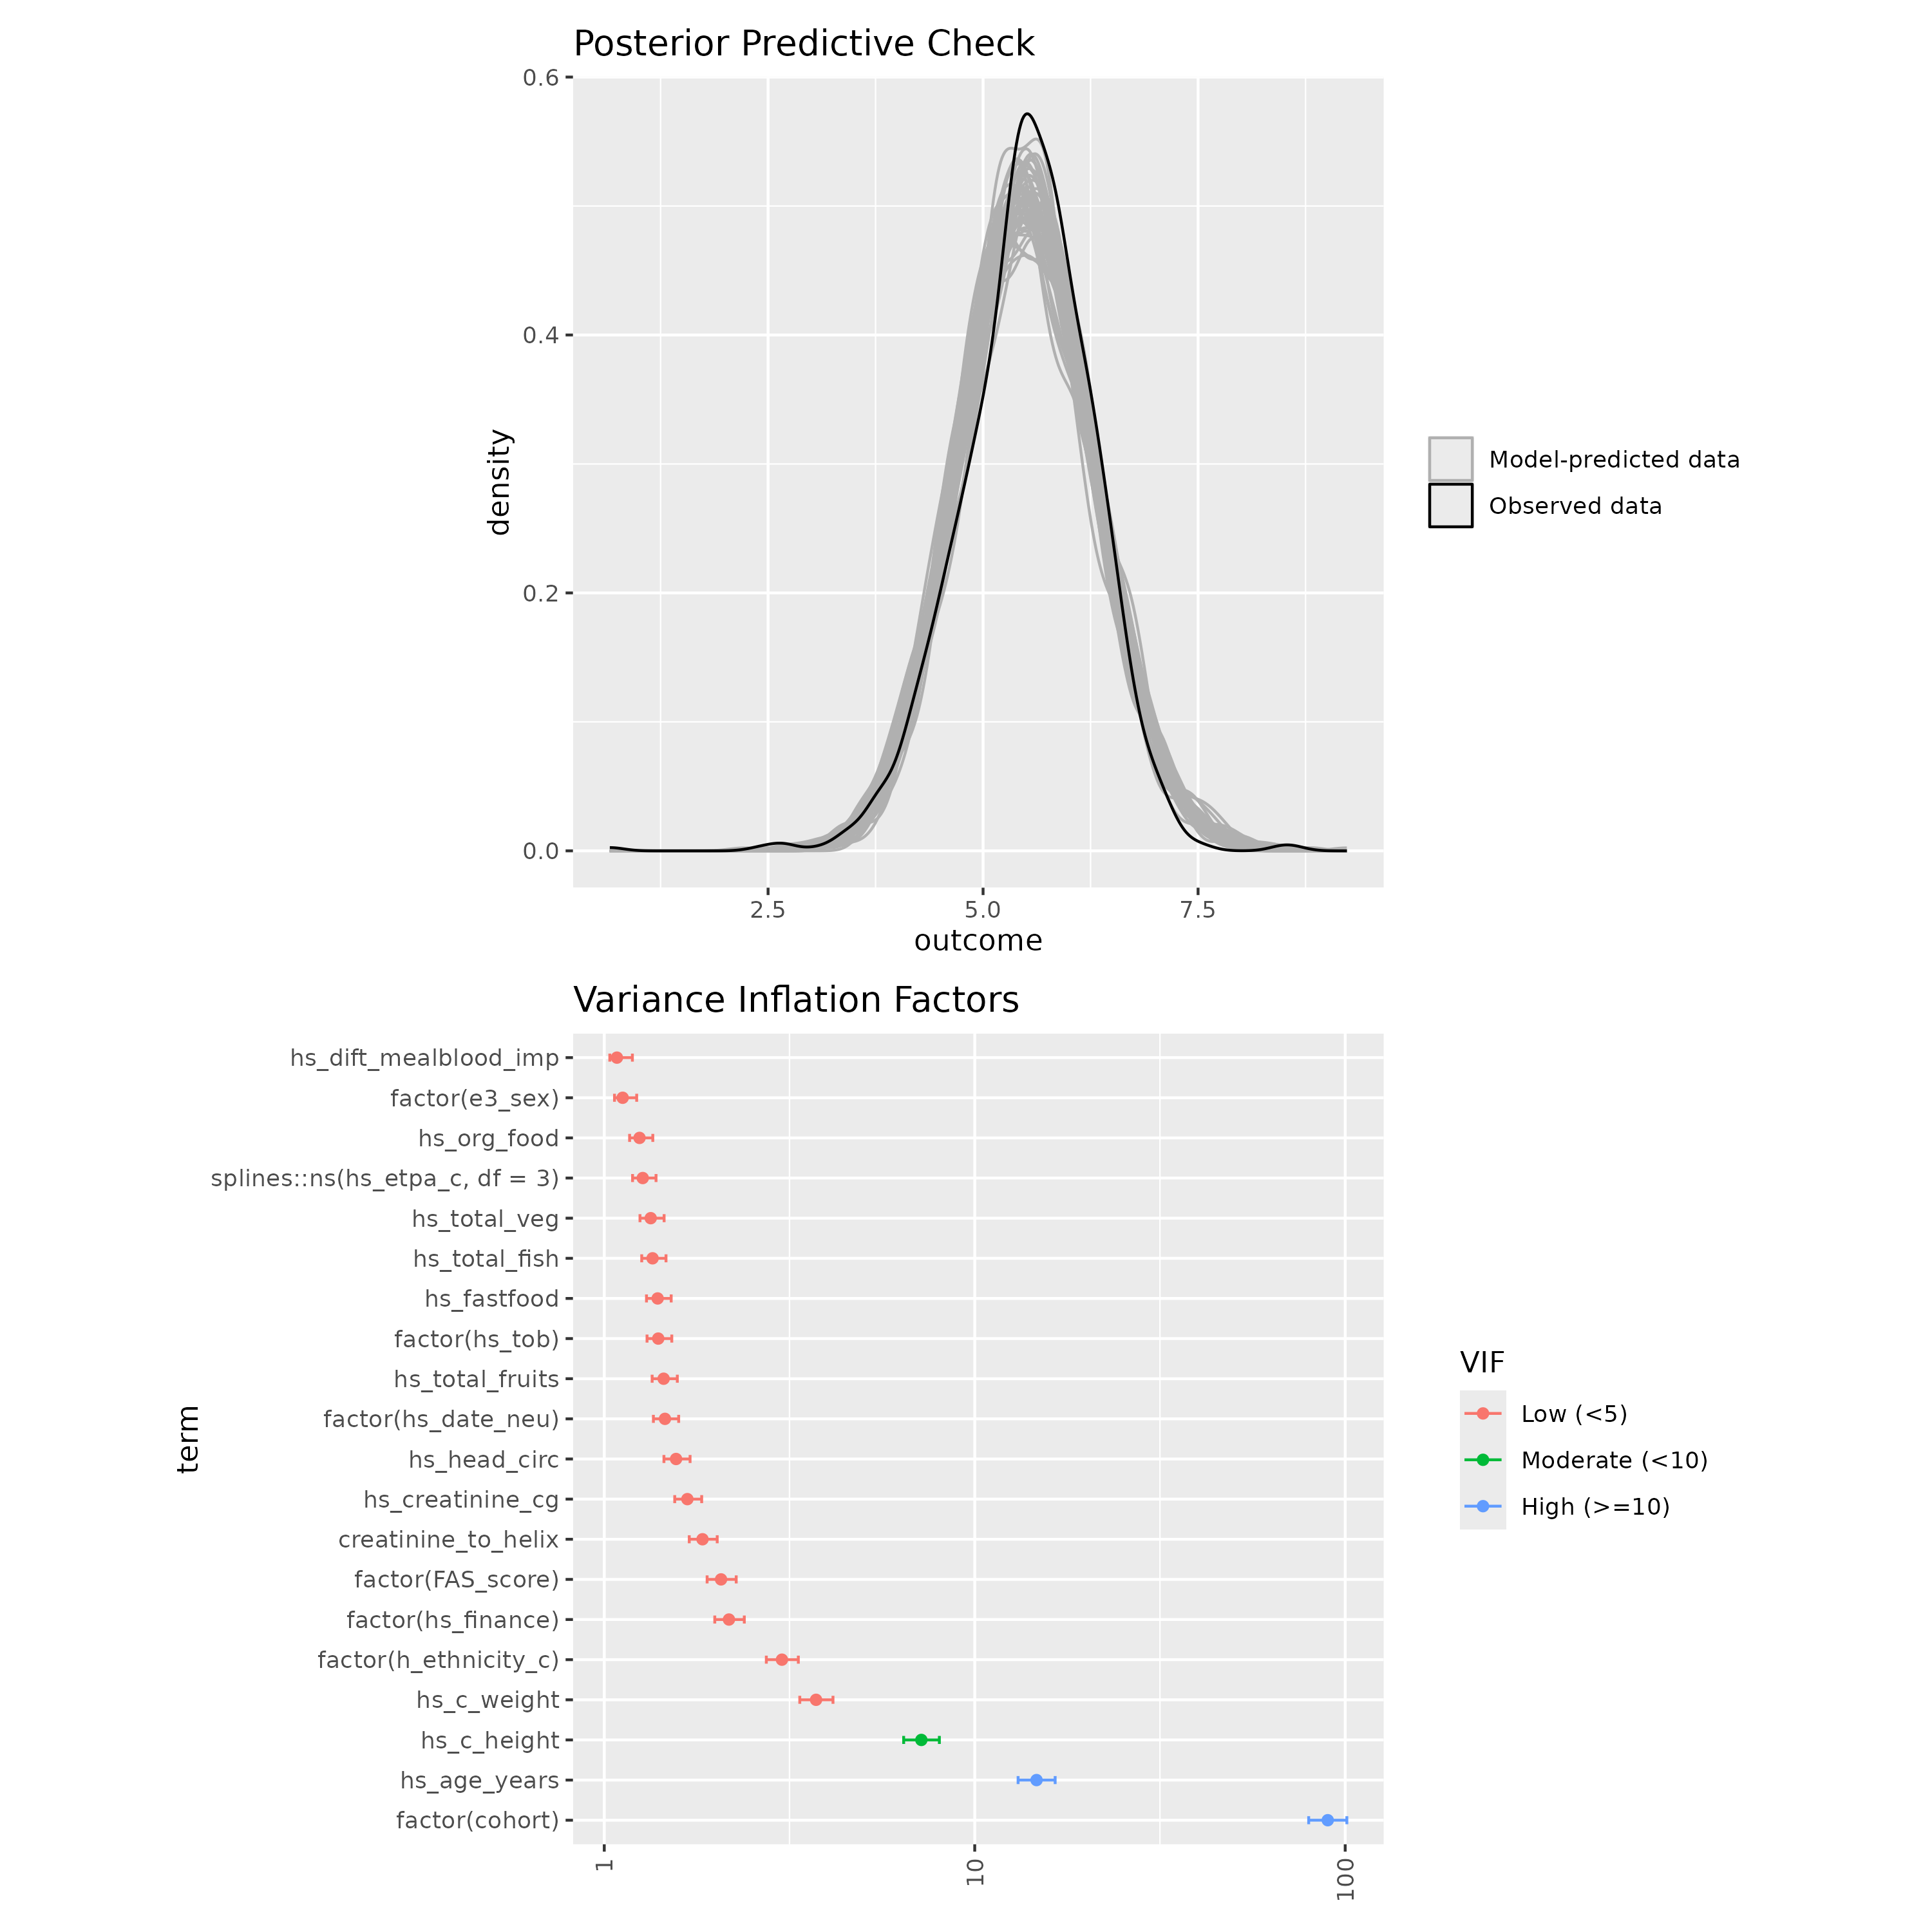 Posterior Predictive Check
0.6
0.4
0.2
0.0
density
2.5 5.0 7.5
outcome
Model-predicted data
Observed data
Variance Inflation Factors
term
hs_dift_mealblood_imp
factor(e3_sex)
hs_org_food
splines::ns(hs_etpa_c, df = 3)
hs_total_veg
hs_total_fish
hs_fastfood
factor(hs_tob)
hs_total_fruits
factor(hs_date_neu)
hs_head_circ
hs_creatinine_cg
creatinine_to_helix
factor(FAS_score)
factor(hs_finance)
factor(h_ethnicity_c)
hs_c_weight
hs_c_height
hs_age_years
factor(cohort)
1 10 100
VIF
Low (<5)
Moderate (<10)
High (>=10)